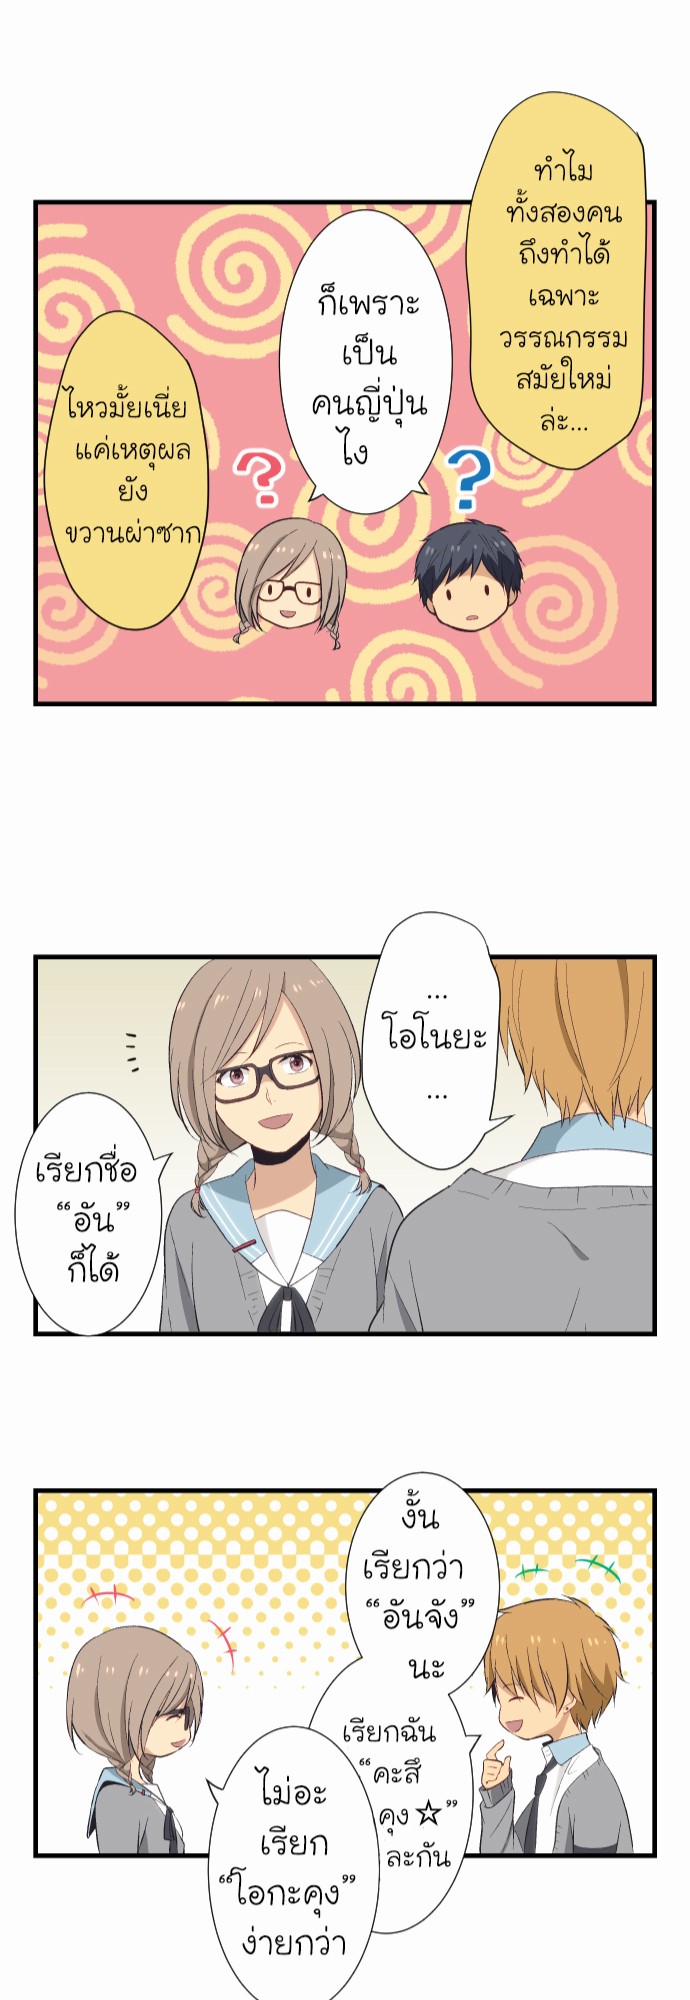 ทำไม
ทั้งสองคน
ถึงทำได้
เฉพาะ
วรรณกรรม
สมัยใหม่
ล่ะ...
ก็เพราะ
เป็น
คนญี่ปุ่น
ไง
ไหวมั้ยเนี่ย
แค่เหตุผล
ยัง
ขวานผ่าซาก
?
?
...
โอโนยะ
...
เรียกชื่อ
“อัน”
ก็ได้
งั้น
เรียกว่า
“อันจัง”
นะ
เรียกฉัน
“คะสึ
คุง☆”
ละกัน
ไม่อะ
เรียก
“โอกะคุง”
ง่ายกว่า